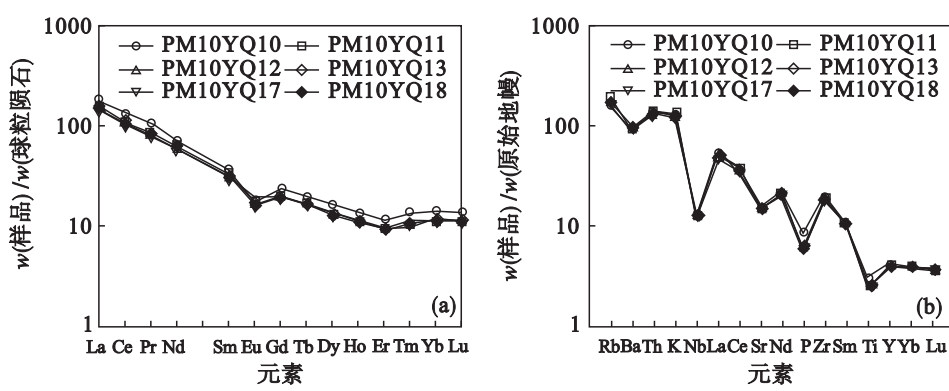 1000
100
10
1
w(样品)/w(球粒陨石)
PM10YQ10 PM10YQ11
PM10YQ12 PM10YQ13
PM10YQ17 PM10YQ18
(a)
La Ce Pr Nd Sm Eu Gd Tb Dy Ho Er Tm Yb Lu
元素
1000
100
10
1
w(样品)/w(原始地幔)
PM10YQ10 PM10YQ11
PM10YQ12 PM10YQ13
PM10YQ17 PM10YQ18
(b)
Rb Ba Th K Nb La Ce Sr Nd P Zr Sm Ti Y Yb Lu
元素